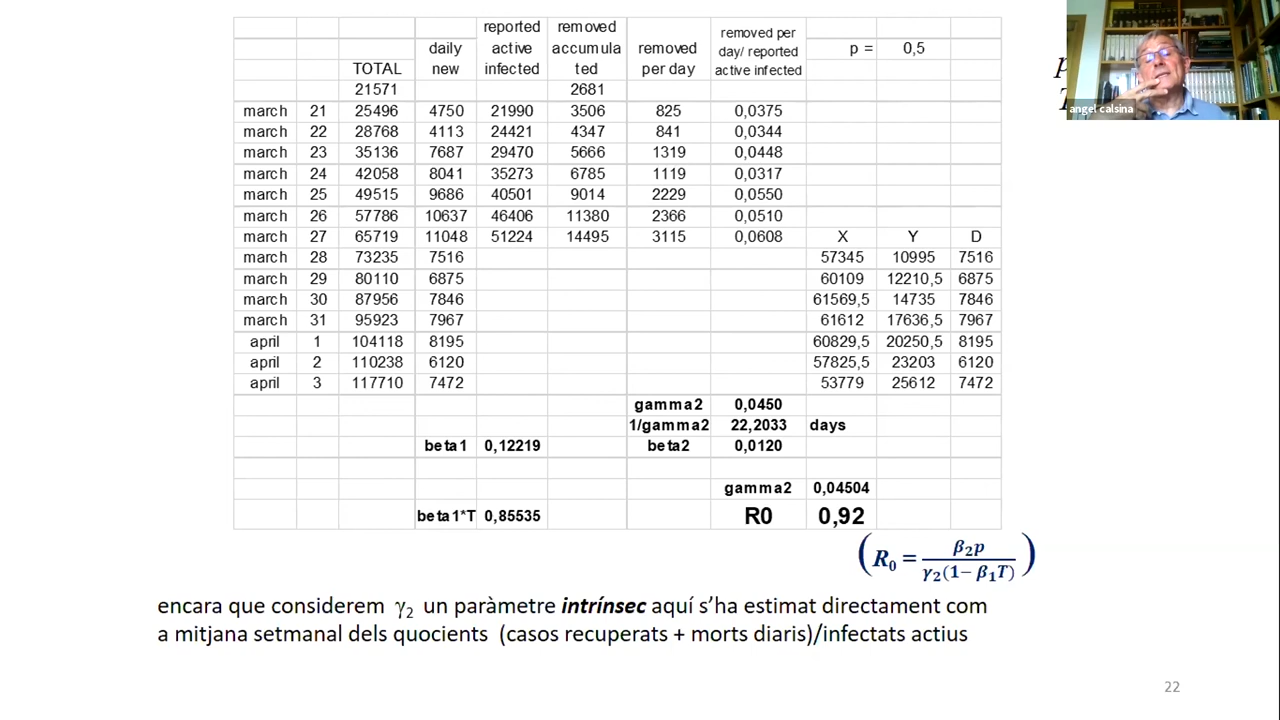 reported removed
daily active accumula removed removed per day/ reported p = 0,5
TOTAL new infected ted per day active infected
21571 2681
march 21 25496 4750 21990 3506 825 0,0375
march 22 28768 4113 24421 4347 841 0,0344
march 23 35136 7687 29470 5666 1319 0,0448
march 24 42058 8041 35273 6785 1119 0,0317
march 25 49515 9686 40501 9014 2229 0,0550
march 26 57786 10637 46406 11380 2366 0,0510
march 27 65719 11048 51224 14495 3115 0,0608 X Y D
march 28 73235 7516 57345 10995 7516
march 29 80110 6875 60109 12210,5 6875
march 30 87956 7846 61569,5 14735 7846
march 31 95923 7967 61612 17636,5 7967
april 1 104118 8195 60829,5 20250,5 8195
april 2 110238 6120 57825,5 23203 6120
april 3 117710 7472 53779 25612 7472
gamma2 0,0450
1/gamma2 22,2033 days
beta1 0,12219 beta2 0,0120
gamma2 0,04504
beta1*T 0,85535 R0 0,92
(R₀ = β₂p / γ₂(1− β₁T))
encara que considerem γ₂ un paràmetre intrínsec aquí s'ha estimat directament com
a mitjana setmanal dels quocients (casos recuperats + morts diaris)/infectats actius
22
angel calsina